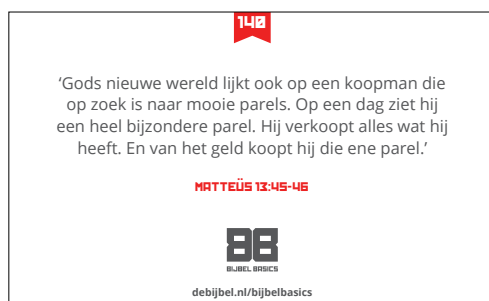 140
‘Gods nieuwe wereld lijkt ook op een koopman die
op zoek is naar mooie parels. Op een dag ziet hij
een heel bijzondere parel. Hij verkoopt alles wat hij
heeft. En van het geld koopt hij die ene parel.’
MATTEÜS 13:45-46
BB
BIJBEL BASICS
debijbel.nl/bijbelbasics